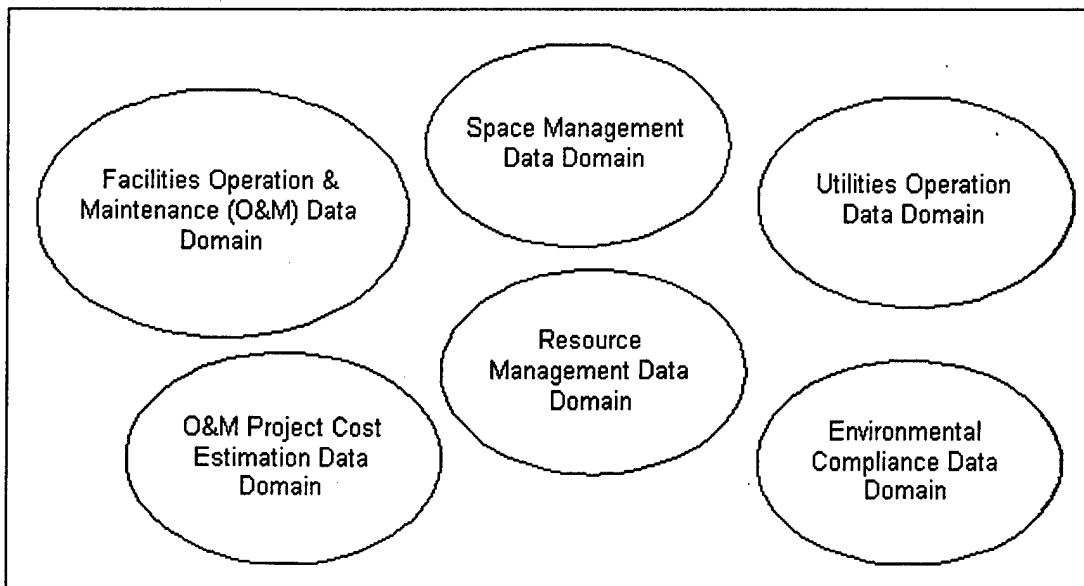 Facilities Operation &
Maintenance (O&M) Data
Domain
Space Management
Data Domain
Utilities Operation
Data Domain
O&M Project Cost
Estimation Data
Domain
Resource
Management Data
Domain
Environmental
Compliance Data
Domain